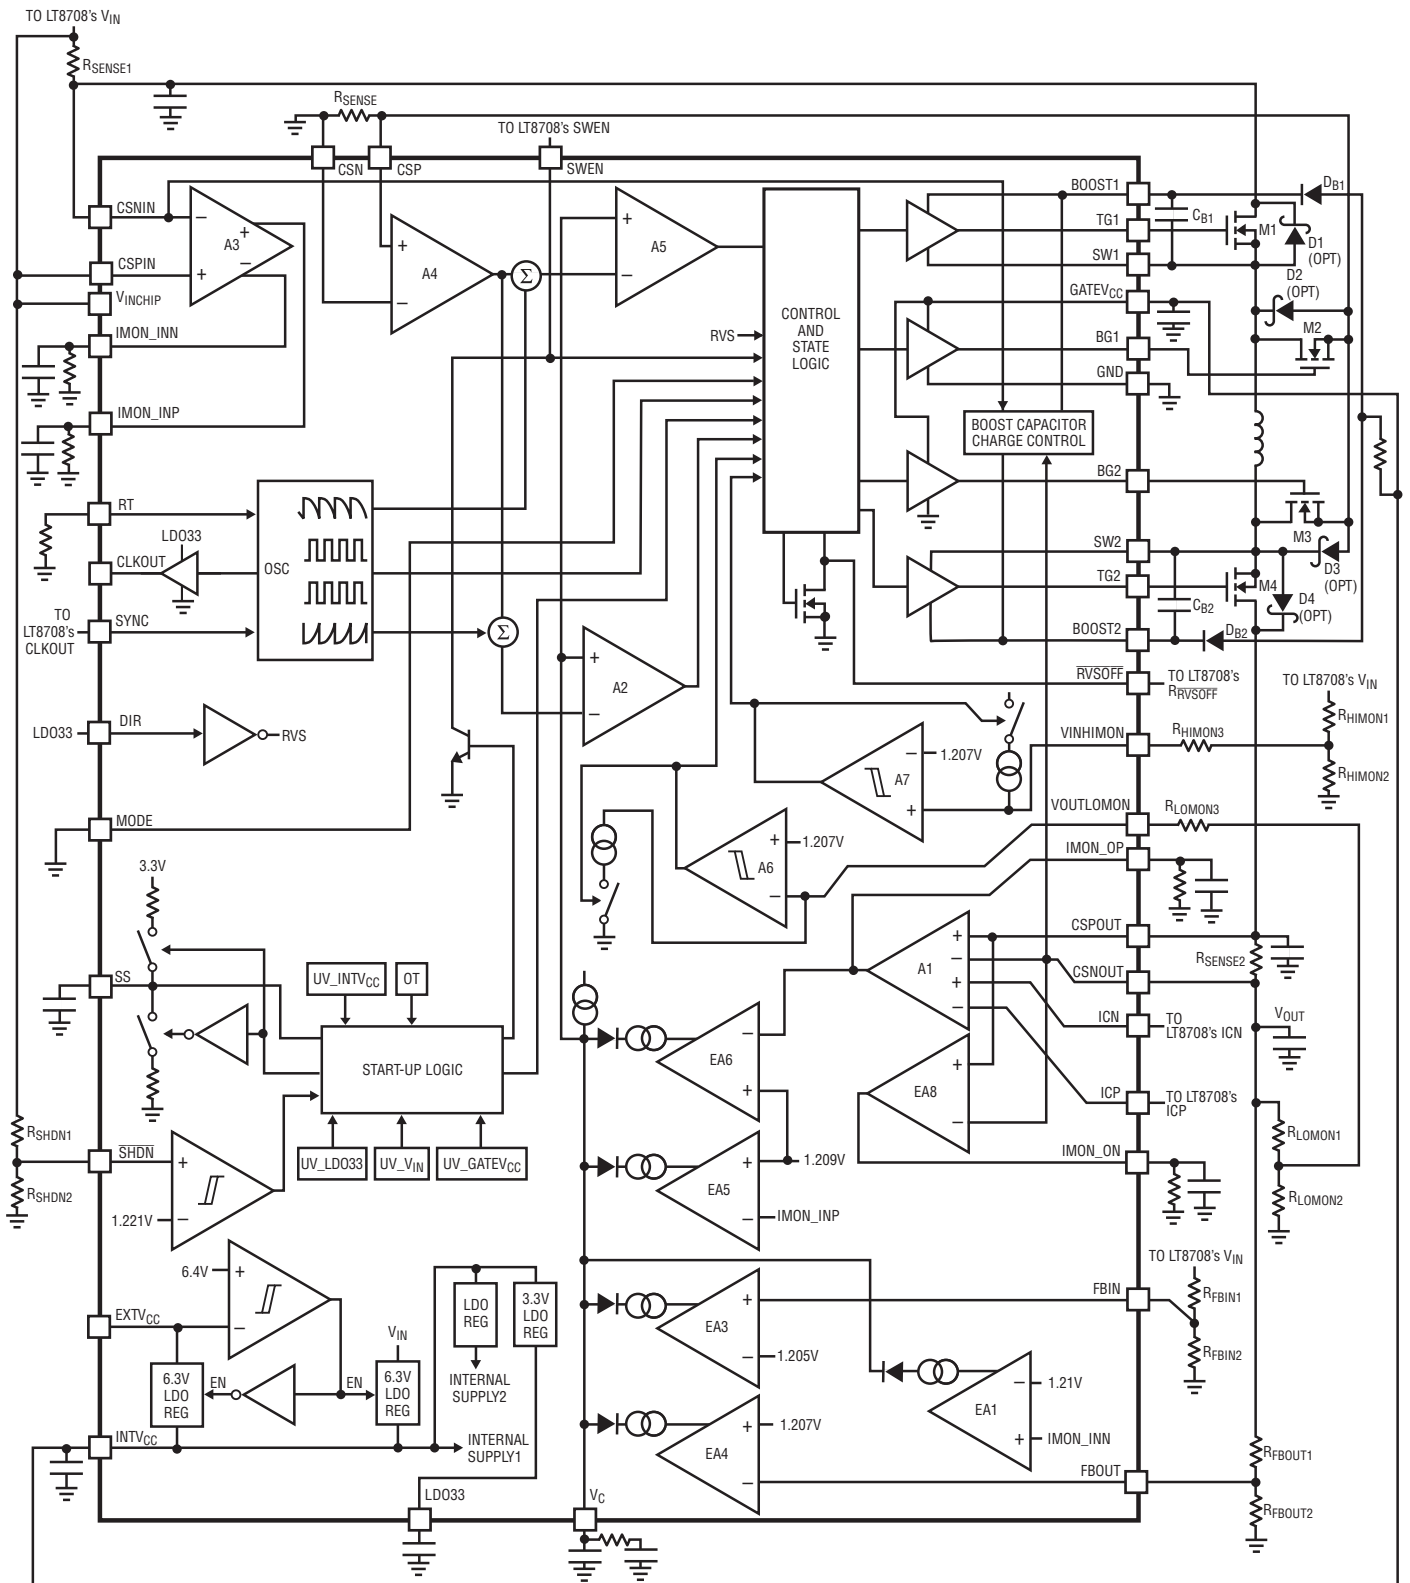 TO LT8708's VIN
RSENSE1
RSENSE
TO LT8708's SWEN
CSN
CSP
SWEN
CSNIN
CSPIN
VINCHIP
IMON_INN
IMON_INP
A3
+
–
+
–
A4
+
–
Σ
A5
+
–
RVS
CONTROL
AND
STATE
LOGIC
BOOST1
TG1
SW1
GATEVCC
BG1
GND
BOOST CAPACITOR
CHARGE CONTROL
BG2
SW2
TG2
BOOST2
DB1
CB1
M1
D1
(OPT)
D2
(OPT)
M2
M3
D3
(OPT)
M4
D4
(OPT)
CB2
DB2
RT
CLKOUT
LDO33
OSC
TO
LT8708's
CLKOUT
SYNC
Σ
A2
+
–
LDO33
DIR
RVS
MODE
RVSOFF
TO LT8708's
RRVSOFF
TO LT8708's VIN
RHIMON1
RHIMON2
RHIMON3
VINHIMON
A7
–
1.207V
+
VOUTLOMON
RLOMON3
A6
+
1.207V
–
IMON_OP
3.3V
SS
UV_INTVCC
OT
START-UP LOGIC
UV_LDO33
UV_VIN
UV_GATEVCC
CSPOUT
CSNOUT
RSENSE2
A1
+
–
+
–
ICN
TO
LT8708's ICN
VOUT
EA6
–
+
EA8
+
–
ICP
TO LT8708's
ICP
RSHDN1
SHDN
RSHDN2
+
1.221V
–
EA5
+
1.209V
–
IMON_INP
IMON_ON
RLOMON1
RLOMON2
6.4V
+
–
EXTVCC
6.3V
LDO
REG
EN
EN
VIN
6.3V
LDO
REG
LDO
REG
3.3V
LDO
REG
INTERNAL
SUPPLY2
INTVCC
INTERNAL
SUPPLY1
LDO33
VC
EA3
+
–
1.205V
EA4
+
1.207V
–
EA1
–
1.21V
+
IMON_INN
FBIN
TO LT8708's VIN
RFBIN1
RFBIN2
FBOUT
RFBOUT1
RFBOUT2